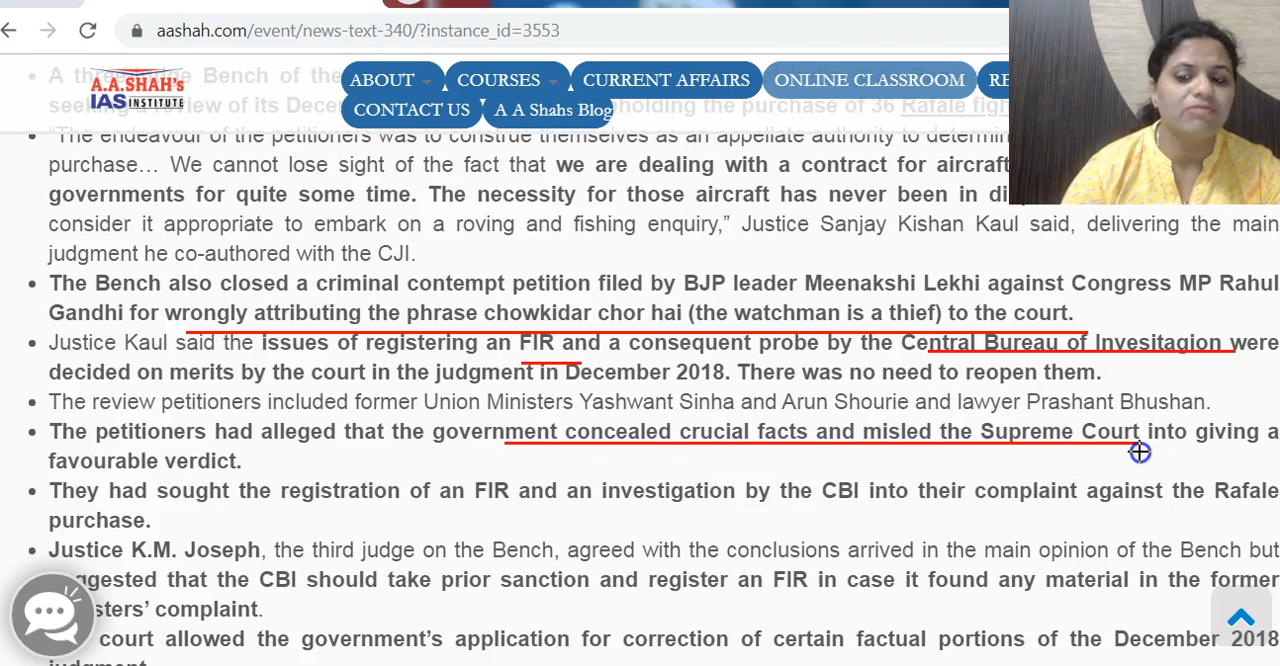 aashah.com/event/news-text-340/?instance_id=3553
A.A.SHAH'S
IAS INSTITUTE
ABOUT COURSES CURRENT AFFAIRS ONLINE CLASSROOM RE
CONTACT US A A Shahs Blog
A three Judge Bench of the
seeking a review of its Dece pholding the purchase of 36 Rafale fig
"The endeavour of the petitioners was to construe themselves as an appellate authority to determin
purchase… We cannot lose sight of the fact that we are dealing with a contract for aircraft
governments for quite some time. The necessity for those aircraft has never been in di
consider it appropriate to embark on a roving and fishing enquiry," Justice Sanjay Kishan Kaul said, delivering the main
judgment he co-authored with the CJI.
The Bench also closed a criminal contempt petition filed by BJP leader Meenakshi Lekhi against Congress MP Rahul
Gandhi for wrongly attributing the phrase chowkidar chor hai (the watchman is a thief) to the court.
Justice Kaul said the issues of registering an FIR and a consequent probe by the Central Bureau of Invesitagion were
decided on merits by the court in the judgment in December 2018. There was no need to reopen them.
The review petitioners included former Union Ministers Yashwant Sinha and Arun Shourie and lawyer Prashant Bhushan.
The petitioners had alleged that the government concealed crucial facts and misled the Supreme Court into giving a
favourable verdict.
They had sought the registration of an FIR and an investigation by the CBI into their complaint against the Rafale
purchase.
Justice K.M. Joseph, the third judge on the Bench, agreed with the conclusions arrived in the main opinion of the Bench but
ggested that the CBI should take prior sanction and register an FIR in case it found any material in the former
sters' complaint.
court allowed the government's application for correction of certain factual portions of the December 2018